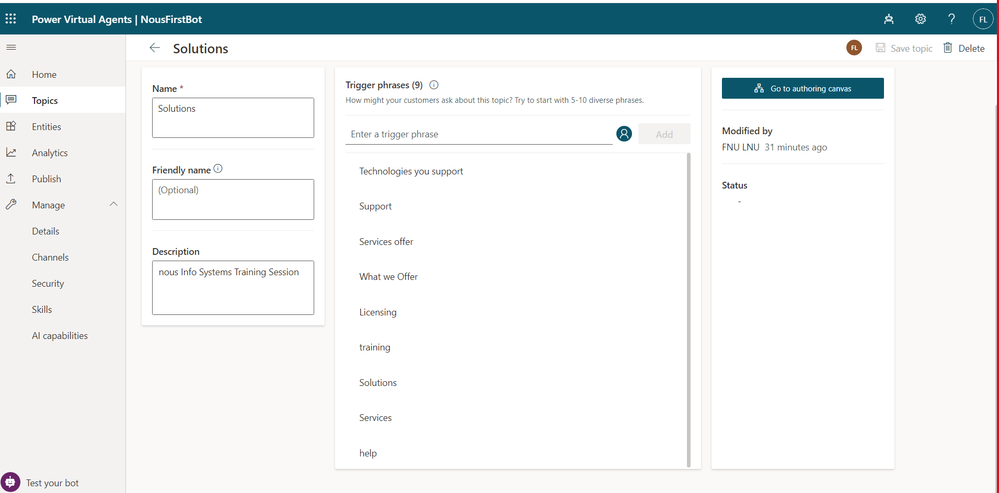 Power Virtual Agents | NousFirstBot
FL
Solutions
FL
Save topic
Delete
Home
Topics
Entities
Analytics
Publish
Manage
Details
Channels
Security
Skills
AI capabilities
Test your bot
Name *
Solutions
Friendly name
(Optional)
Description
nous Info Systems Training Session
Trigger phrases (9)
How might your customers ask about this topic? Try to start with 5-10 diverse phrases.
Enter a trigger phrase
Add
Technologies you support
Support
Services offer
What we Offer
Licensing
training
Solutions
Services
help
Go to authoring canvas
Modified by
FNU LNU 31 minutes ago
Status
-